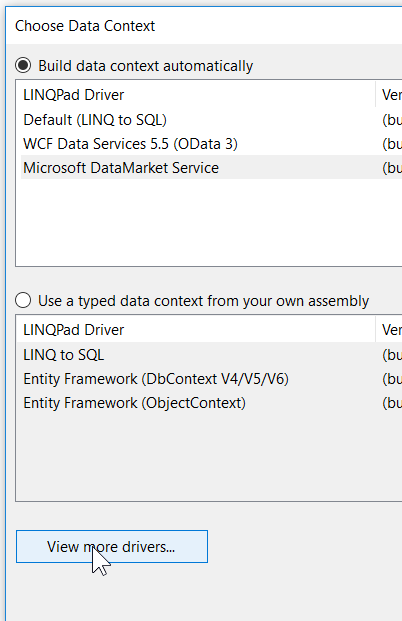 Choose Data Context
Build data context automatically
LINQPad Driver Ver
Default (LINQ to SQL) (bu
WCF Data Services 5.5 (OData 3) (bu
Microsoft DataMarket Service (bu
Use a typed data context from your own assembly
LINQPad Driver Ver
LINQ to SQL (bu
Entity Framework (DbContext V4/V5/V6) (bu
Entity Framework (ObjectContext) (bu
View more drivers...